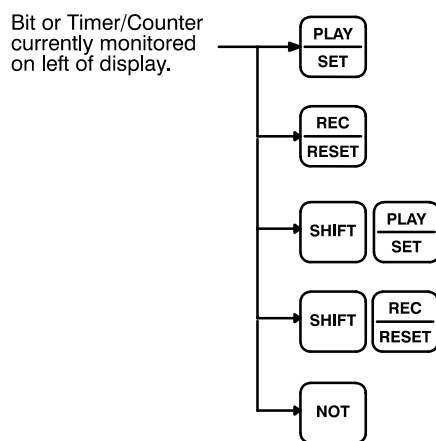 Bit or Timer/Counter
currently monitored
on left of display.
PLAY
SET
REC
RESET
SHIFT PLAY
SET
SHIFT REC
RESET
NOT